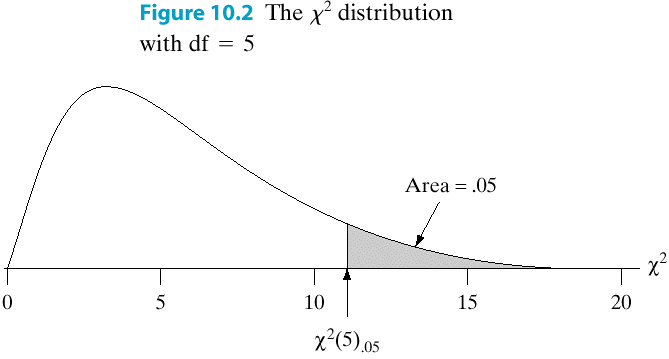 Figure 10.2 The χ² distribution
with df = 5
Area = .05
χ²
0 5 10 15 20
χ²(5).05